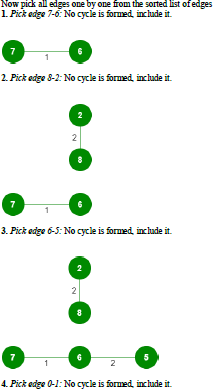 Now pick all edges one by one from the sorted list of edges
1. Pick edge 7-6: No cycle is formed, include it.
7 6
1
2. Pick edge 8-2: No cycle is formed, include it.
2
2
8
7 6
1
3. Pick edge 6-5: No cycle is formed, include it.
2
2
8
7 6 5
1 2
4. Pick edge 0-1: No cycle is formed, include it.